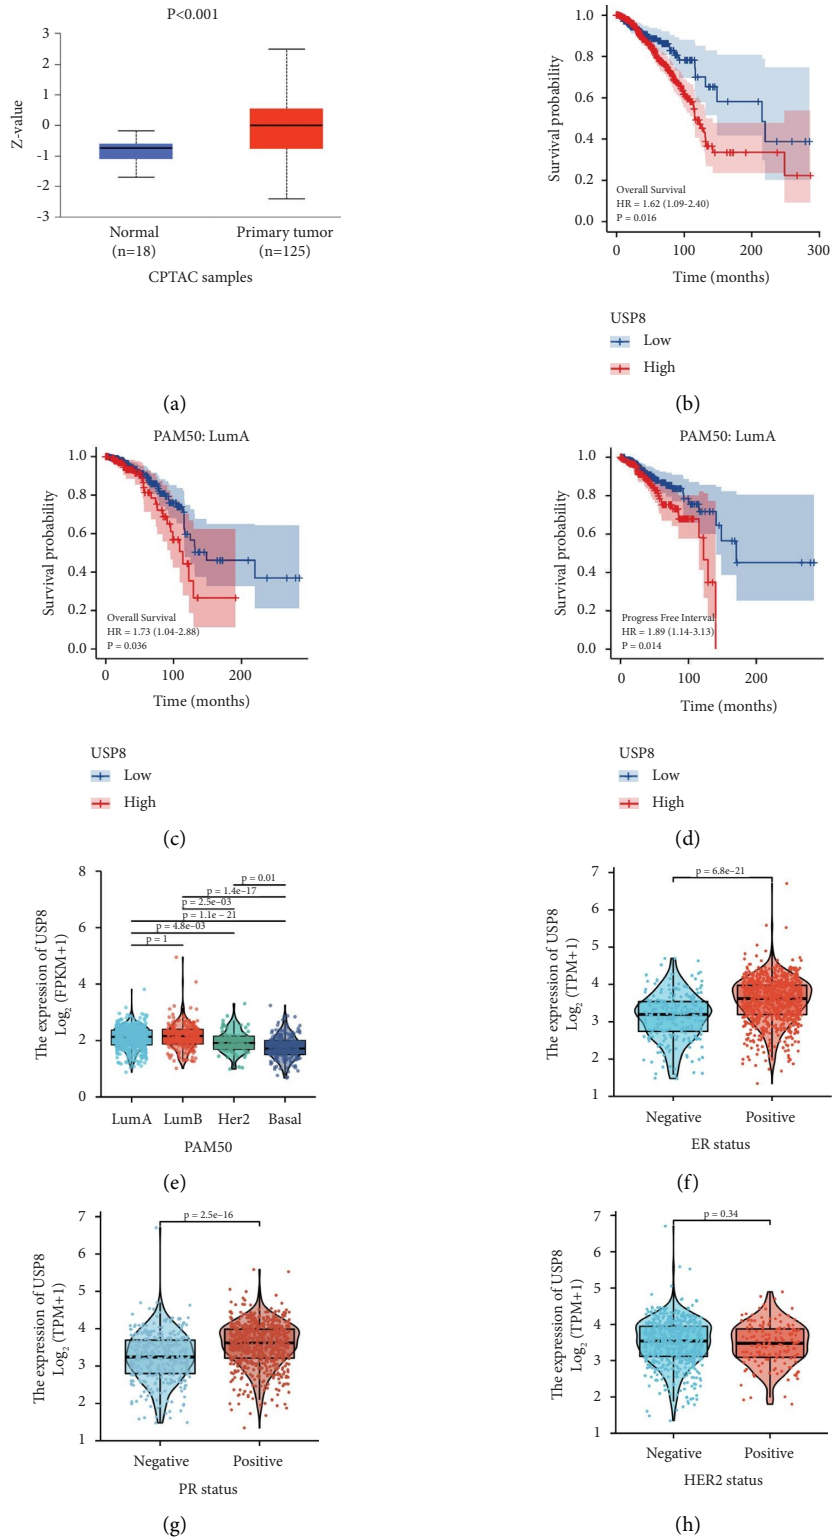 P<0.001
3
2
1
0
-1
-2
-3
Z-value
Normal
(n=18)
Primary tumor
(n=125)
CPTAC samples
(a)
1.0
0.8
0.6
0.4
0.2
0.0
Survival probability
Overall Survival
HR = 1.62 (1.09-2.40)
P = 0.016
0 100 200 300
Time (months)
USP8
Low
High
(b)
PAM50: LumA
1.0
0.8
0.6
0.4
0.2
0.0
Survival probability
Overall Survival
HR = 1.73 (1.04-2.88)
P = 0.036
0 100 200
Time (months)
USP8
Low
High
(c)
PAM50: LumA
1.0
0.8
0.6
0.4
0.2
0.0
Survival probability
Progress Free Interval
HR = 1.89 (1.14-3.13)
P = 0.014
0 100 200
Time (months)
USP8
Low
High
(d)
8
6
4
2
0
The expression of USP8
Log₂ (FPKM+1)
p = 0.01
p = 1.4e–17
p = 2.5e–03
p = 1.1e – 21
p = 4.8e–03
p = 1
LumA LumB Her2 Basal
PAM50
(e)
7
6
5
4
3
2
1
The expression of USP8
Log₂ (TPM+1)
p = 6.8e–21
Negative Positive
ER status
(f)
7
6
5
4
3
2
1
The expression of USP8
Log₂ (TPM+1)
p = 2.5e–16
Negative Positive
PR status
(g)
7
6
5
4
3
2
1
The expression of USP8
Log₂ (TPM+1)
p = 0.34
Negative Positive
HER2 status
(h)